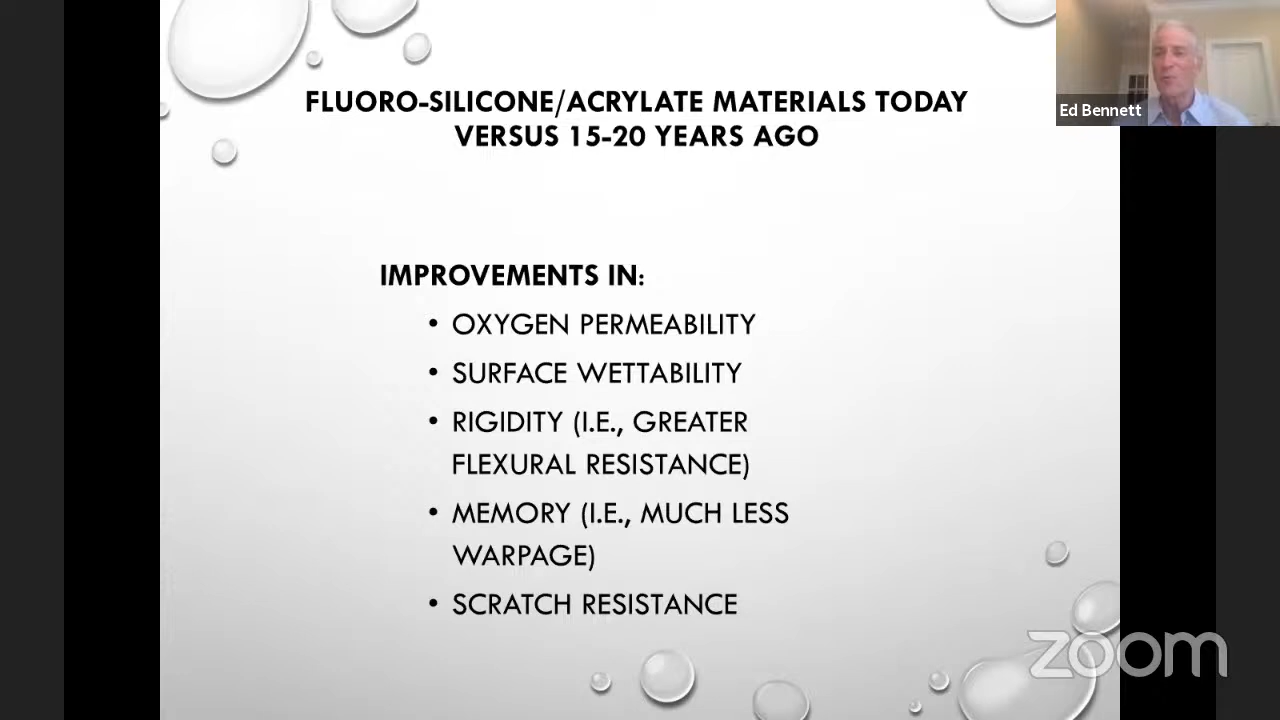 FLUORO-SILICONE/ACRYLATE MATERIALS TODAY
VERSUS 15-20 YEARS AGO
Ed Bennett
IMPROVEMENTS IN:
• OXYGEN PERMEABILITY
• SURFACE WETTABILITY
• RIGIDITY (I.E., GREATER
FLEXURAL RESISTANCE)
• MEMORY (I.E., MUCH LESS
WARPAGE)
• SCRATCH RESISTANCE
zoom